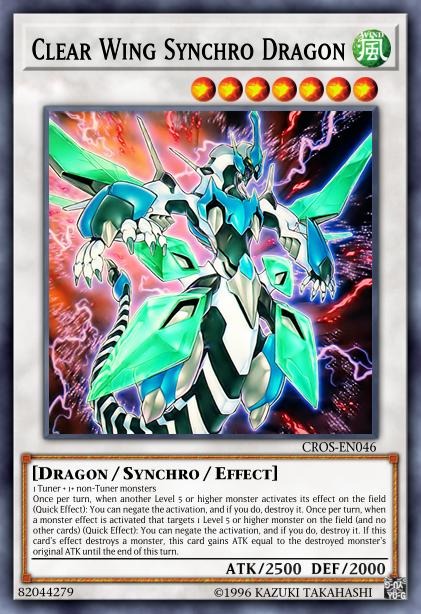 CLEAR WING SYNCHRO DRAGON
WIND
風
CROS-EN046
[DRAGON / SYNCHRO / EFFECT]
1 Tuner + 1+ non-Tuner monsters
Once per turn, when another Level 5 or higher monster activates its effect on the field
(Quick Effect): You can negate the activation, and if you do, destroy it. Once per turn, when
a monster effect is activated that targets 1 Level 5 or higher monster on the field (and no
other cards) (Quick Effect): You can negate the activation, and if you do, destroy it. If this
card's effect destroys a monster, this card gains ATK equal to the destroyed monster's
original ATK until the end of this turn.
ATK/2500 DEF/2000
82044279
©1996 KAZUKI TAKAHASHI